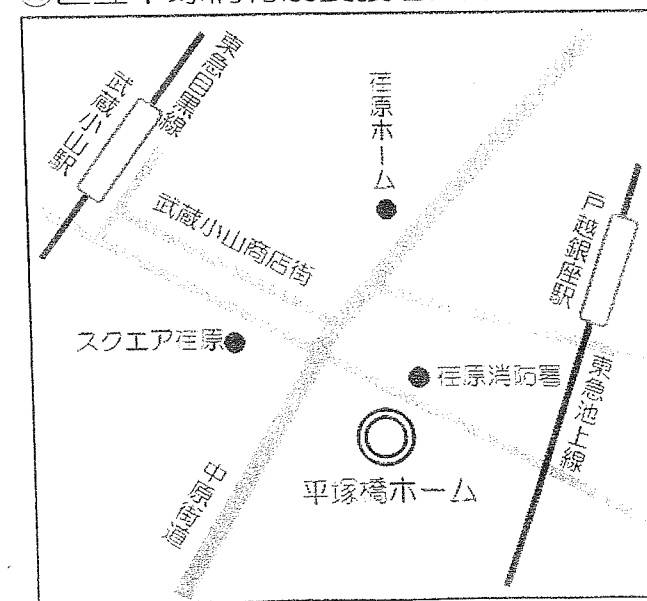 東急目黒線
武蔵小山駅
荏原ホーム
武蔵小山商店街
戸越銀座駅
スクエア荏原
荏原消防署
東急池上線
平塚橋ホーム
中原街道